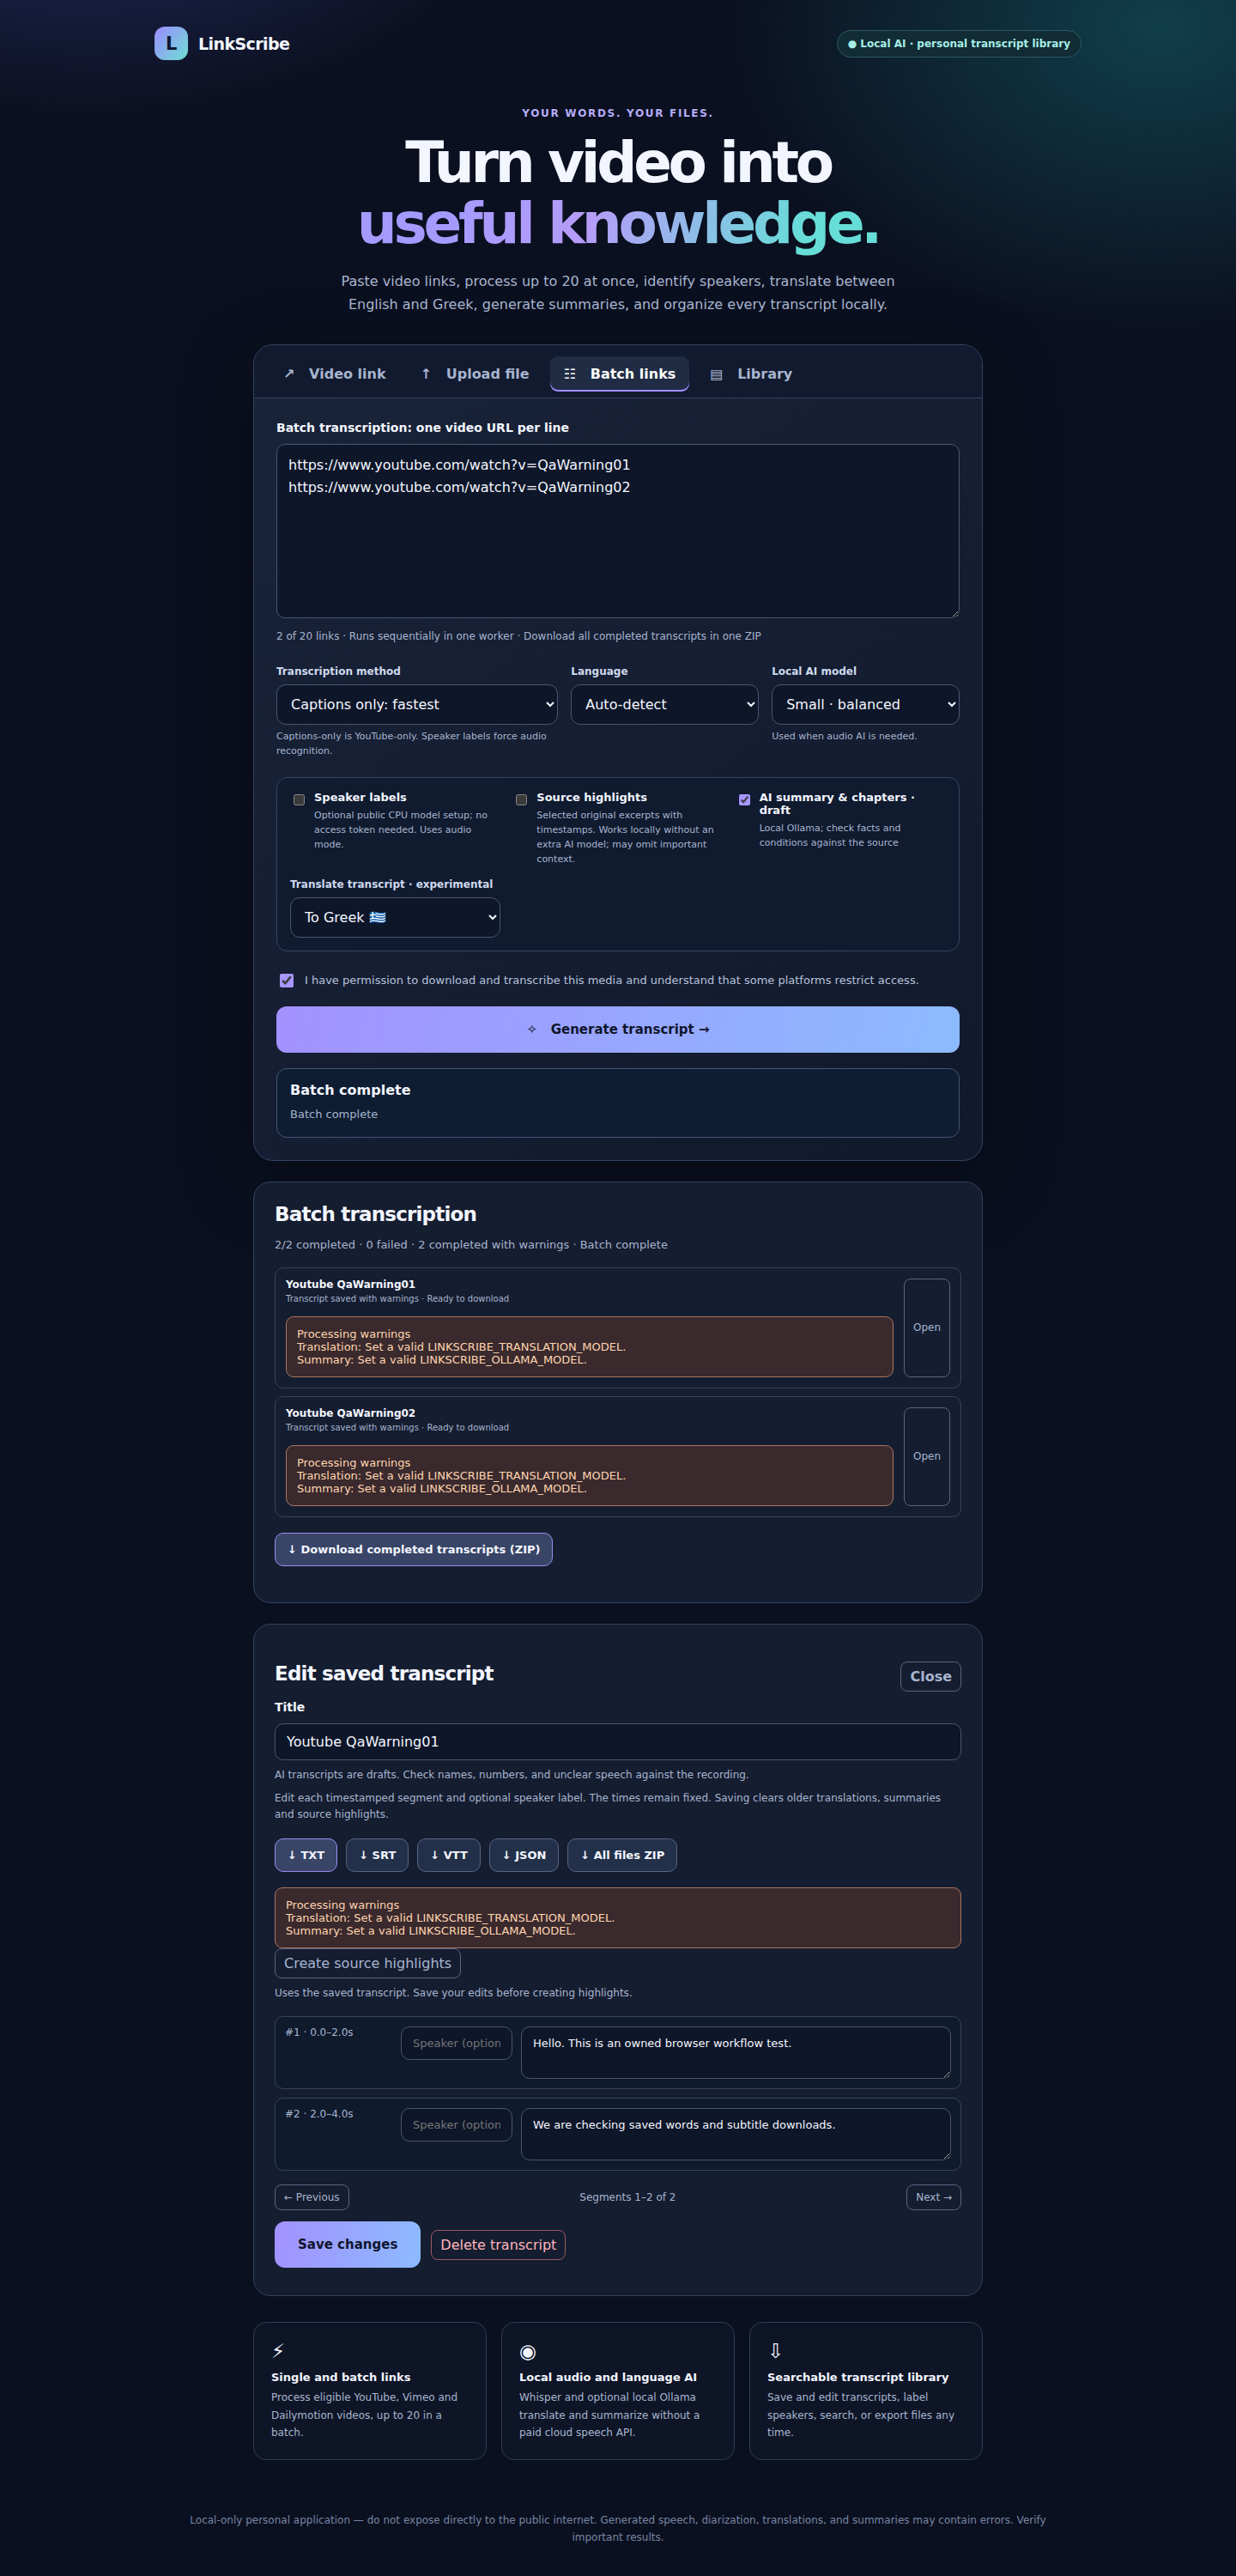 L LinkScribe
● Local AI · personal transcript library
YOUR WORDS. YOUR FILES.
Turn video into
useful knowledge.
Paste video links, process up to 20 at once, identify speakers, translate between
English and Greek, generate summaries, and organize every transcript locally.
↗ Video link
↑ Upload file
☷ Batch links
▤ Library
Batch transcription: one video URL per line
https://www.youtube.com/watch?v=QaWarning01
https://www.youtube.com/watch?v=QaWarning02
2 of 20 links · Runs sequentially in one worker · Download all completed transcripts in one ZIP
Transcription method
Captions only: fastest
Captions-only is YouTube-only. Speaker labels force audio
recognition.
Language
Auto-detect
Local AI model
Small · balanced
Used when audio AI is needed.
Speaker labels
Optional public CPU model setup; no
access token needed. Uses audio
mode.
Source highlights
Selected original excerpts with
timestamps. Works locally without an
extra AI model; may omit important
context.
AI summary & chapters ·
draft
Local Ollama; check facts and
conditions against the source
Translate transcript · experimental
To Greek 🇬🇷
I have permission to download and transcribe this media and understand that some platforms restrict access.
✧ Generate transcript →
Batch complete
Batch complete
Batch transcription
2/2 completed · 0 failed · 2 completed with warnings · Batch complete
Youtube QaWarning01
Transcript saved with warnings · Ready to download
Processing warnings
Translation: Set a valid LINKSCRIBE_TRANSLATION_MODEL.
Summary: Set a valid LINKSCRIBE_OLLAMA_MODEL.
Open
Youtube QaWarning02
Transcript saved with warnings · Ready to download
Processing warnings
Translation: Set a valid LINKSCRIBE_TRANSLATION_MODEL.
Summary: Set a valid LINKSCRIBE_OLLAMA_MODEL.
Open
↓ Download completed transcripts (ZIP)
Edit saved transcript
Close
Title
Youtube QaWarning01
AI transcripts are drafts. Check names, numbers, and unclear speech against the recording.
Edit each timestamped segment and optional speaker label. The times remain fixed. Saving clears older translations, summaries
and source highlights.
↓ TXT
↓ SRT
↓ VTT
↓ JSON
↓ All files ZIP
Processing warnings
Translation: Set a valid LINKSCRIBE_TRANSLATION_MODEL.
Summary: Set a valid LINKSCRIBE_OLLAMA_MODEL.
Create source highlights
Uses the saved transcript. Save your edits before creating highlights.
#1 · 0.0–2.0s
Speaker (option
Hello. This is an owned browser workflow test.
#2 · 2.0–4.0s
Speaker (option
We are checking saved words and subtitle downloads.
← Previous
Segments 1–2 of 2
Next →
Save changes
Delete transcript
⚡
Single and batch links
Process eligible YouTube, Vimeo and
Dailymotion videos, up to 20 in a
batch.
◉
Local audio and language AI
Whisper and optional local Ollama
translate and summarize without a
paid cloud speech API.
⇩
Searchable transcript library
Save and edit transcripts, label
speakers, search, or export files any
time.
Local-only personal application — do not expose directly to the public internet. Generated speech, diarization, translations, and summaries may contain errors. Verify
important results.